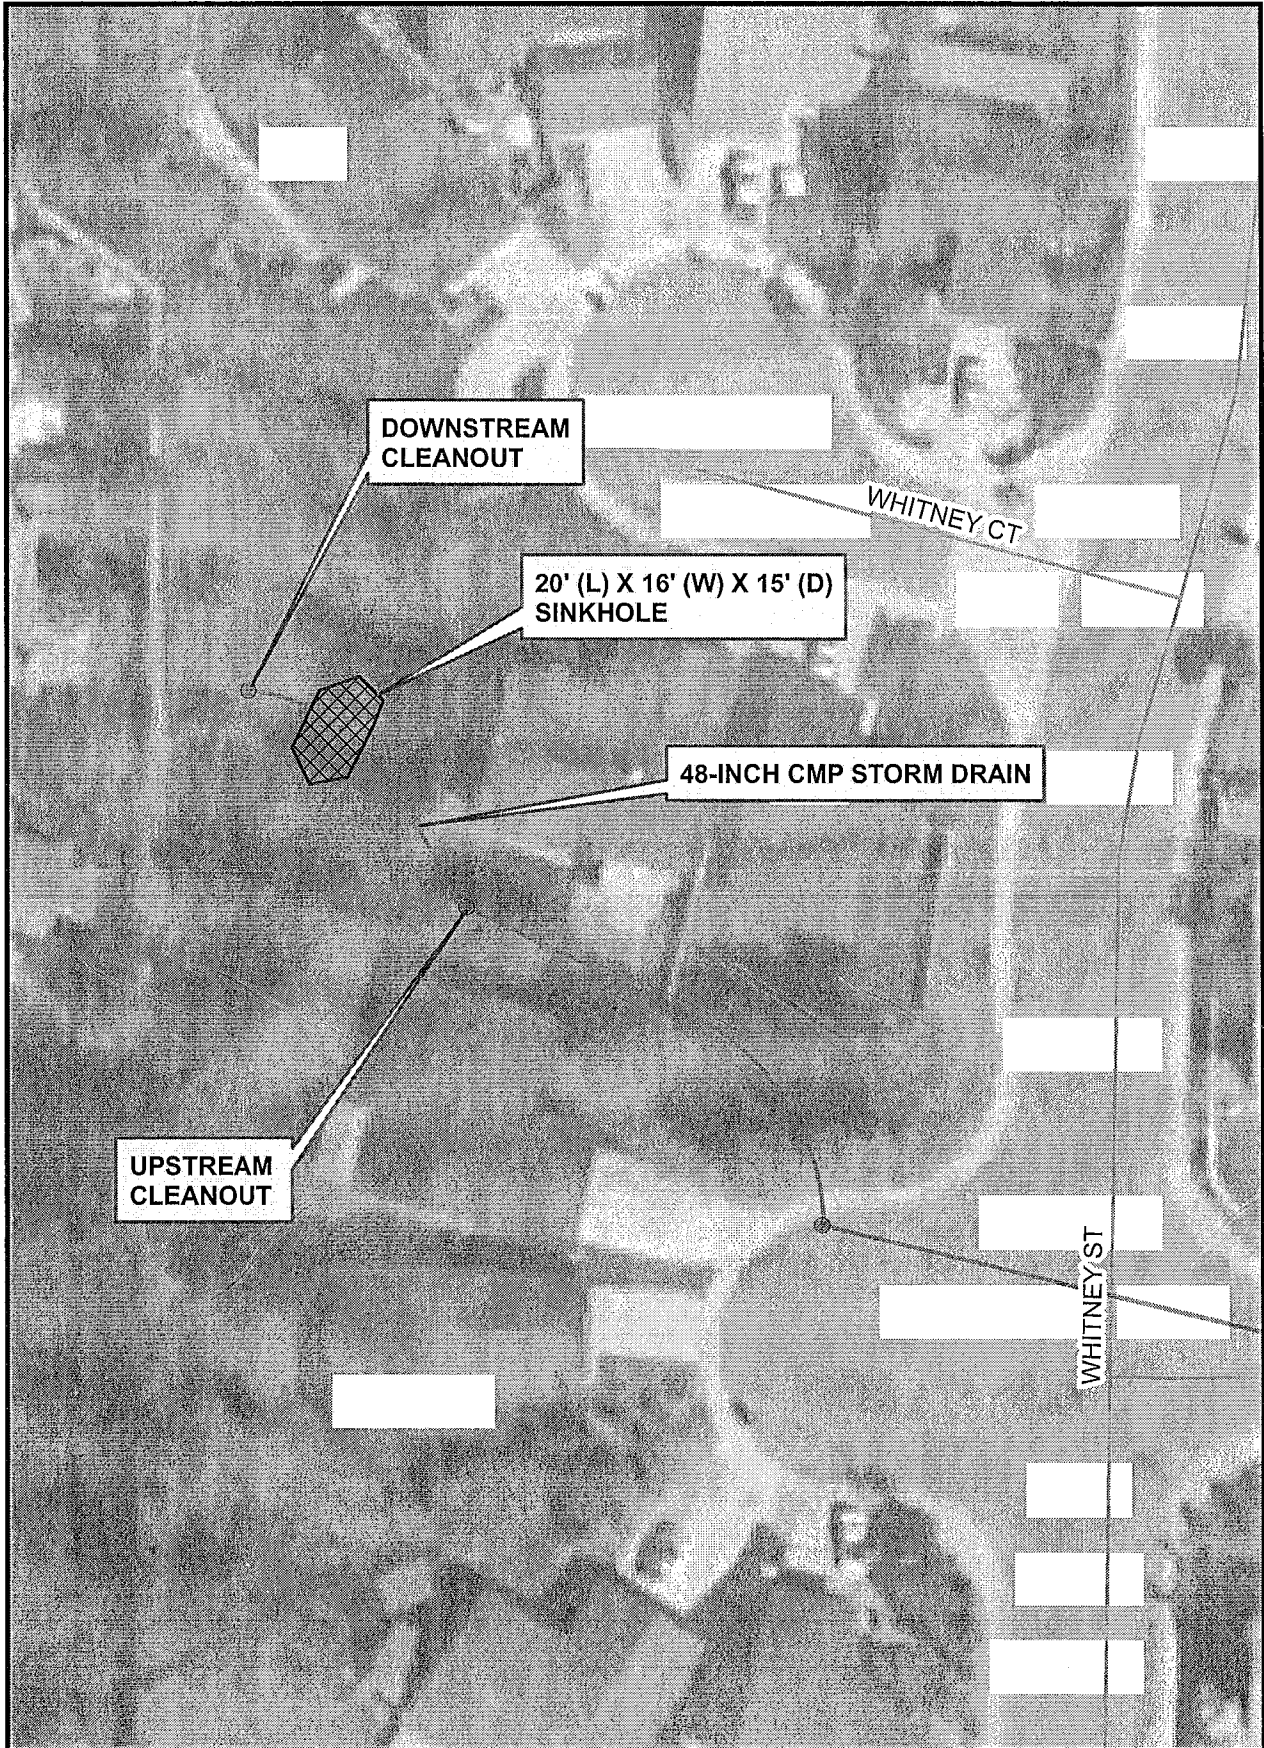 DOWNSTREAM
CLEANOUT
WHITNEY CT
20' (L) X 16' (W) X 15' (D)
SINKHOLE
48-INCH CMP STORM DRAIN
UPSTREAM
CLEANOUT
WHITNEY ST